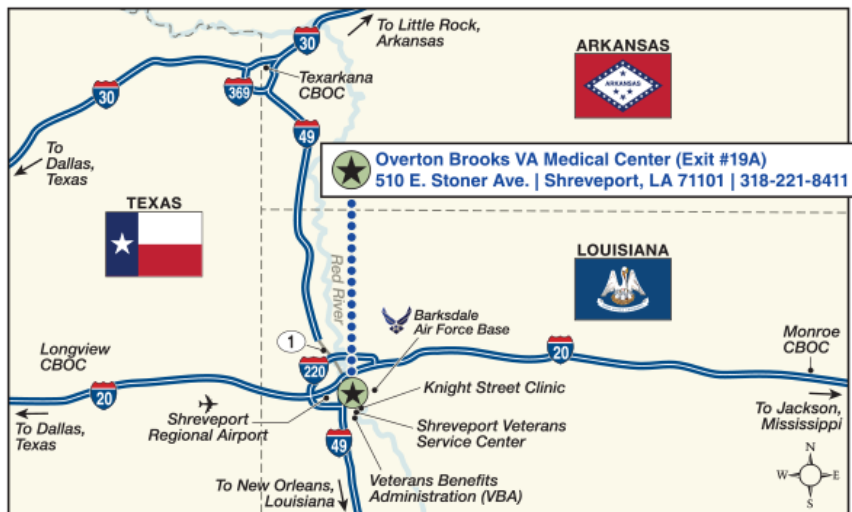 To Little Rock,
Arkansas
30
ARKANSAS
ARKANSAS
Texarkana
CBOC
369
30
49
To
Dallas,
Texas
Overton Brooks VA Medical Center (Exit #19A)
510 E. Stoner Ave. | Shreveport, LA 71101 | 318-221-8411
TEXAS
LOUISIANA
Red River
Barksdale
Air Force Base
1
Monroe
CBOC
Longview
CBOC
20
220
20
Knight Street Clinic
To Dallas,
Texas
Shreveport
Regional Airport
Shreveport Veterans
Service Center
To Jackson,
Mississippi
49
N
W
E
S
To New Orleans,
Louisiana
Veterans Benefits
Administration (VBA)